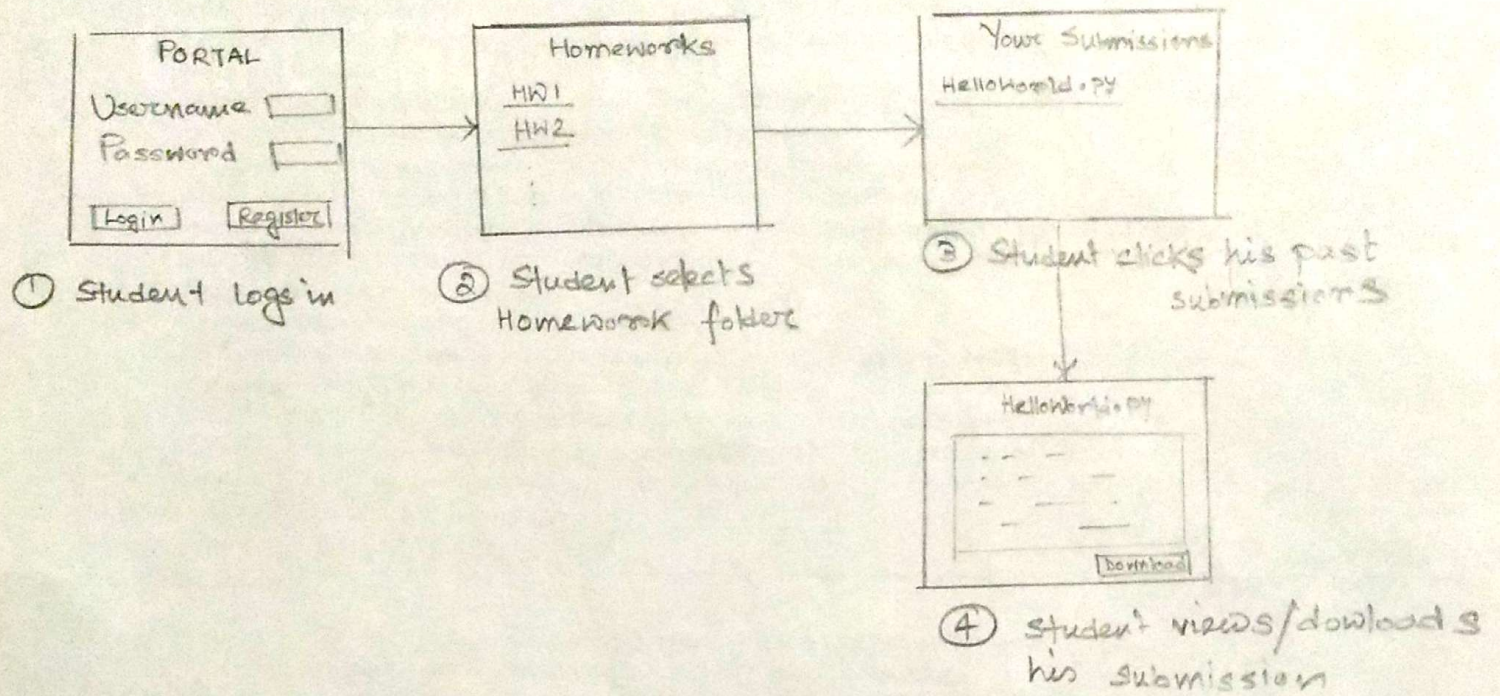 PORTAL
Username
Password
Login Register
① Student logs in
Homeworks
HW1
HW2
② Student selects
Homework folder
Your Submissions
HelloWorld.py
③ Student clicks his past
submissions
HelloWorld.py
Download
④ Student views/dowloads
his submission